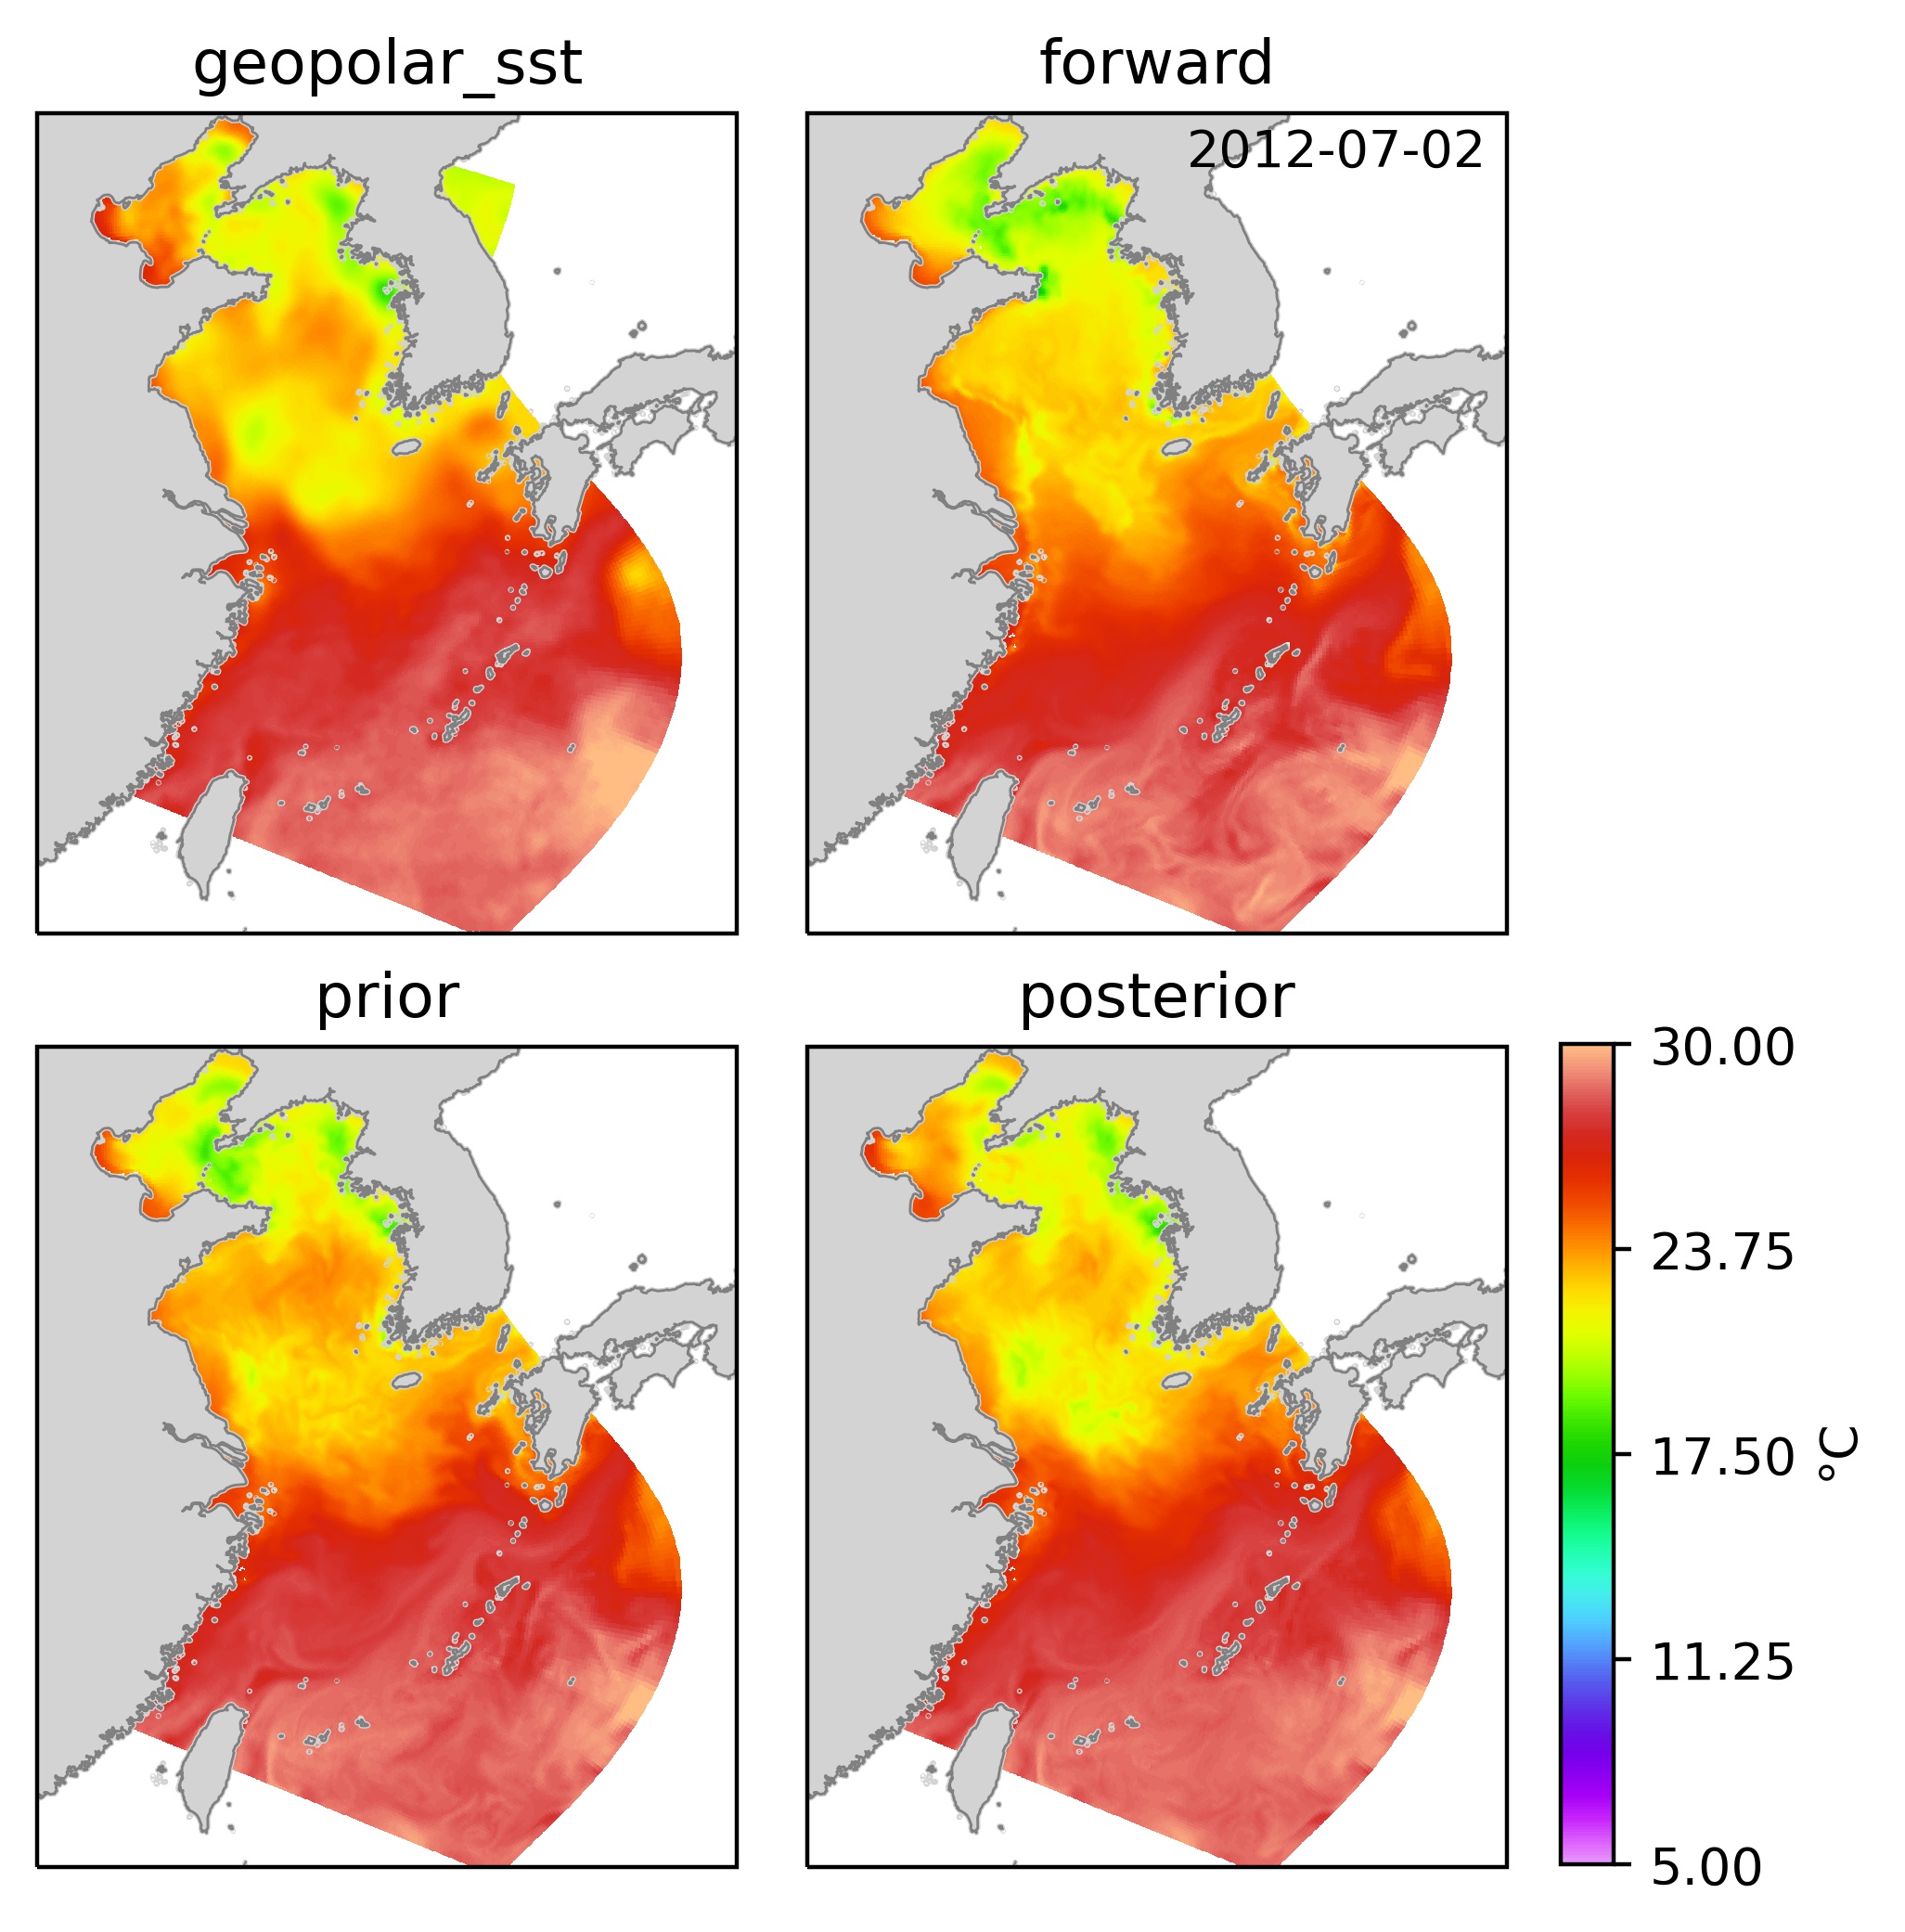 geopolar_sst
forward
2012-07-02
prior
posterior
30.00
23.75
17.50
11.25
5.00
°C